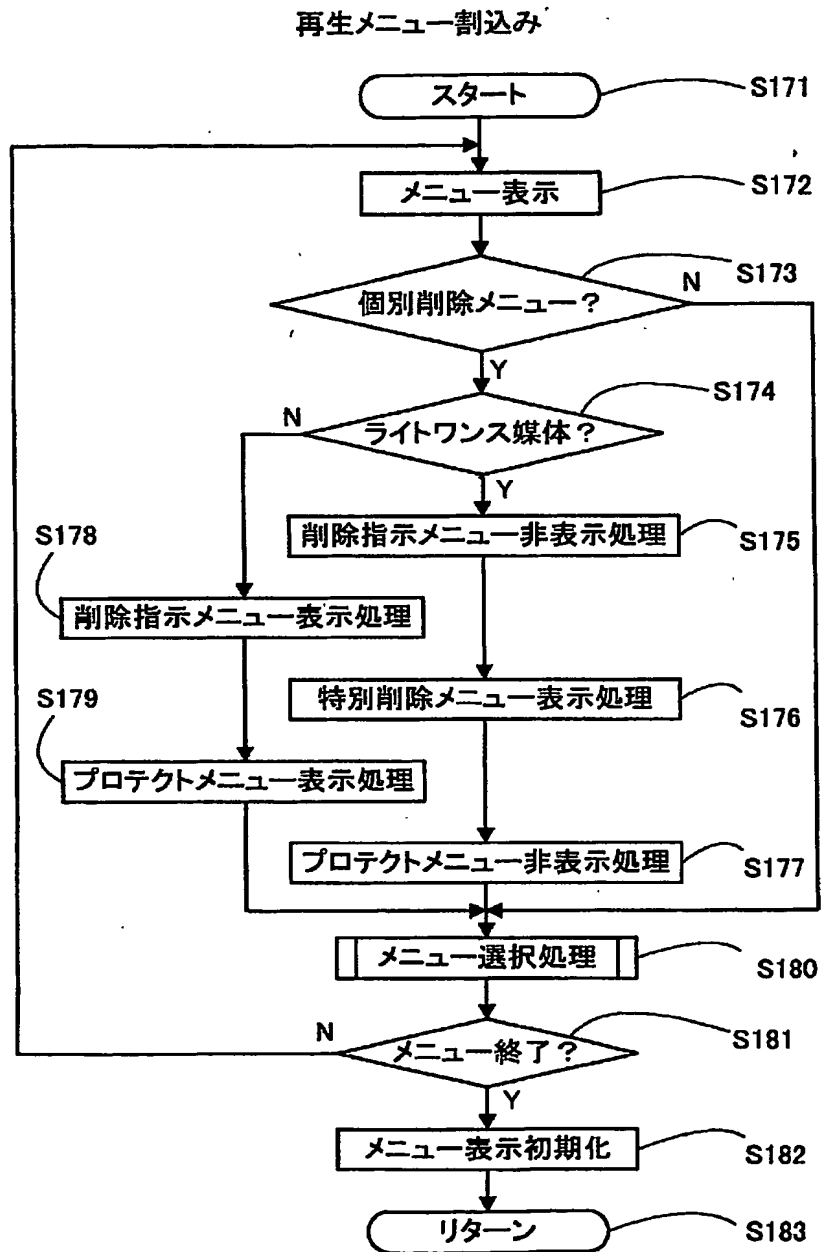 再生メニュー割込み
スタート
S171
メニュー表示
S172
個別削除メニュー?
S173
N
Y
ライトワンス媒体?
S174
N
Y
削除指示メニュー非表示処理
S175
S178
削除指示メニュー表示処理
特別削除メニュー表示処理
S176
S179
プロテクトメニュー表示処理
プロテクトメニュー非表示処理
S177
メニュー選択処理
S180
メニュー終了?
S181
N
Y
メニュー表示初期化
S182
リターン
S183